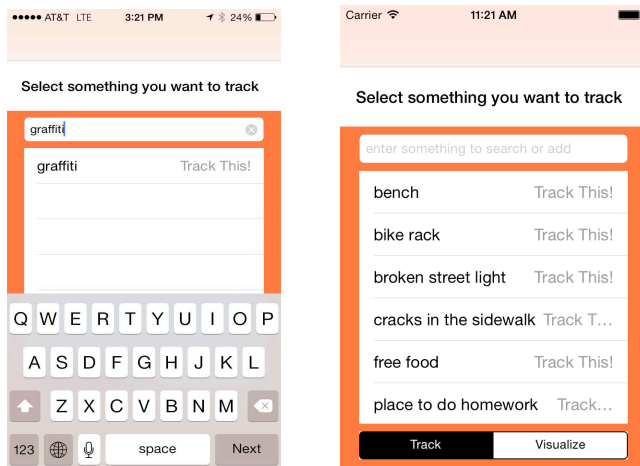 AT&T LTE 3:21 PM 24%
Select something you want to track
graffiti
graffiti Track This!
Q W E R T Y U I O P
A S D F G H J K L
Z X C V B N M
123 space Next
Carrier 11:21 AM
Select something you want to track
enter something to search or add
bench Track This!
bike rack Track This!
broken street light Track This!
cracks in the sidewalk Track T...
free food Track This!
place to do homework Track...
Track Visualize